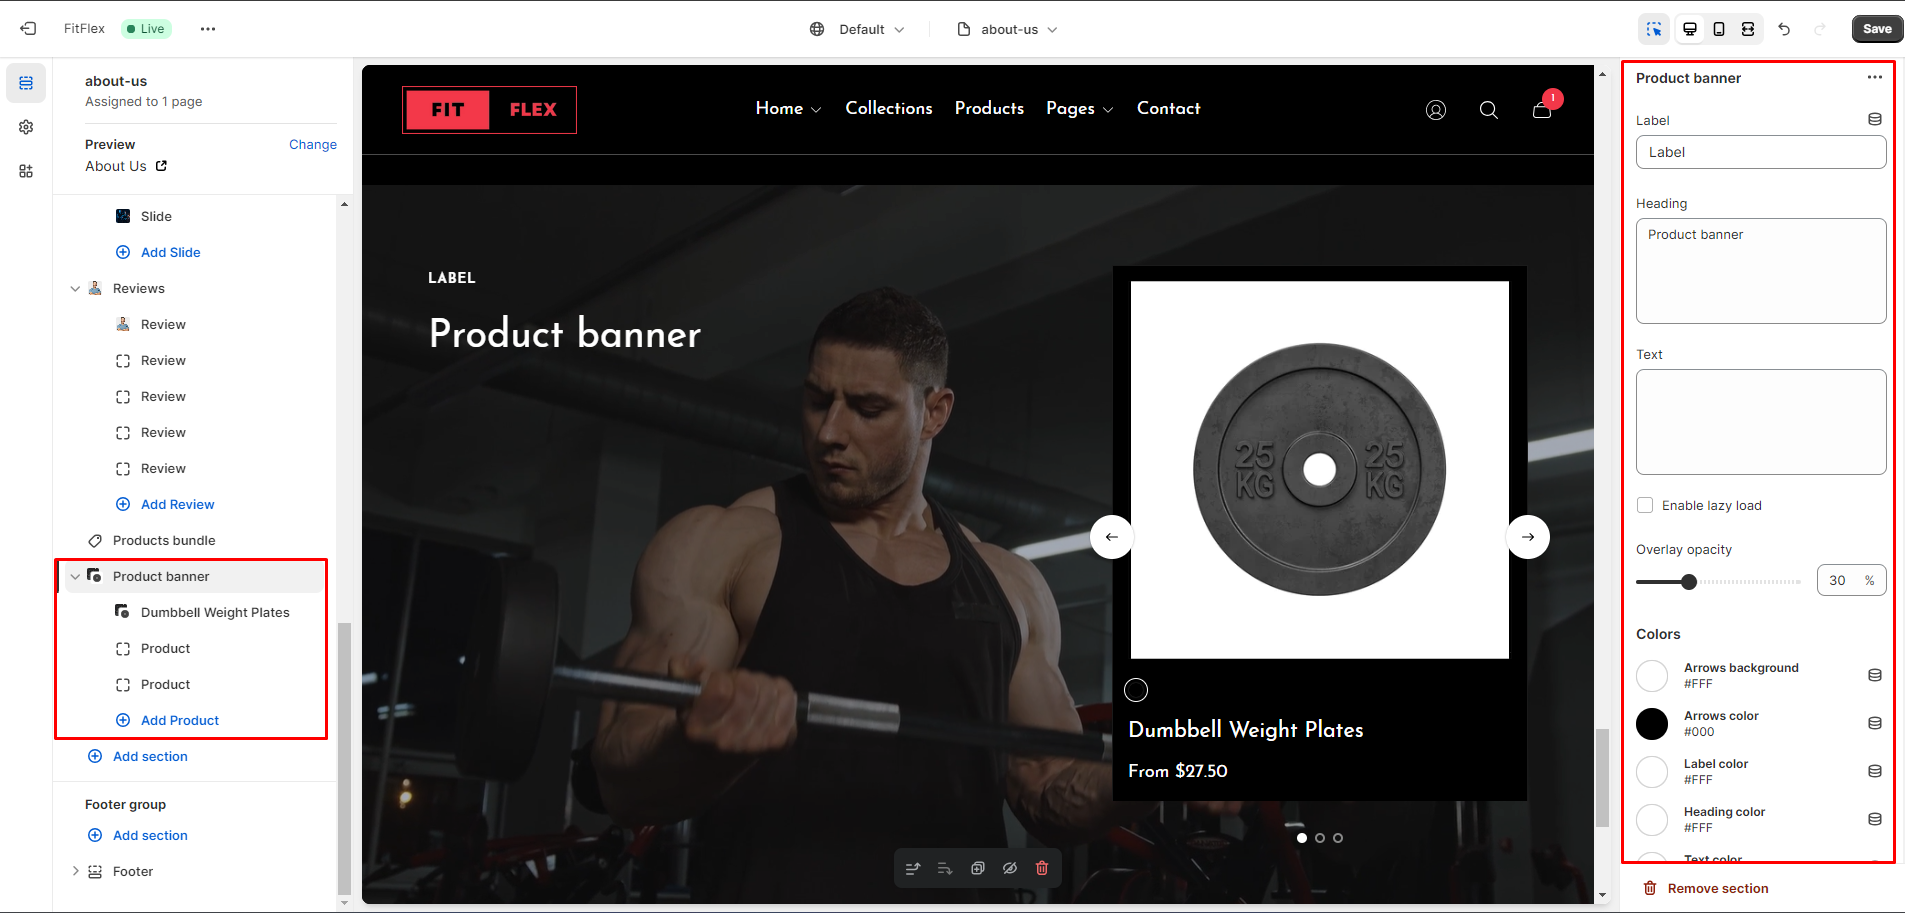 FitFlex
Live
Default
about-us
Save
about-us
Assigned to 1 page
Preview
Change
About Us
Slide
Add Slide
Reviews
Review
Review
Review
Review
Review
Add Review
Products bundle
Product banner
Dumbbell Weight Plates
Product
Product
Add Product
Add section
Footer group
Add section
Footer
FIT FLEX
Home
Collections
Products
Pages
Contact
1
LABEL
Product banner
25 KG
25 KG
Dumbbell Weight Plates
From $27.50
Product banner
Label
Label
Heading
Product banner
Text
Enable lazy load
Overlay opacity
30 %
Colors
Arrows background
#FFF
Arrows color
#000
Label color
#FFF
Heading color
#FFF
Text color
Remove section